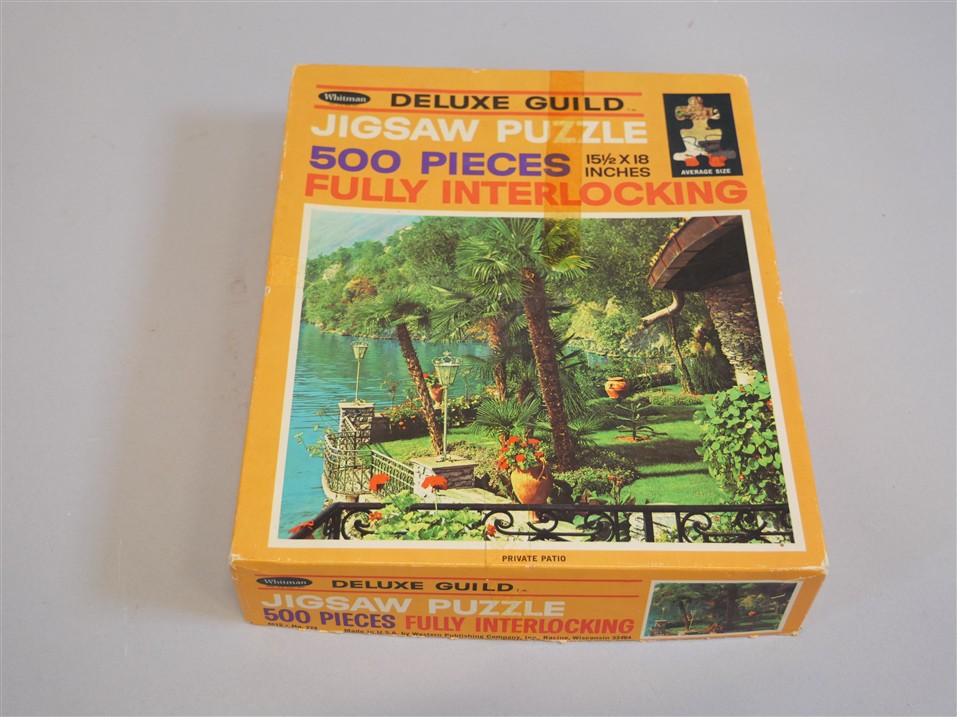 Whitman DELUXE GUILD T.M.
JIGSAW PUZZLE
500 PIECES 15½ X 18 INCHES
FULLY INTERLOCKING
AVERAGE SIZE
PRIVATE PATIO
Whitman DELUXE GUILD T.M.
JIGSAW PUZZLE
500 PIECES FULLY INTERLOCKING
Made in U.S.A. by Western Publishing Company, Inc., Racine, Wisconsin 53404